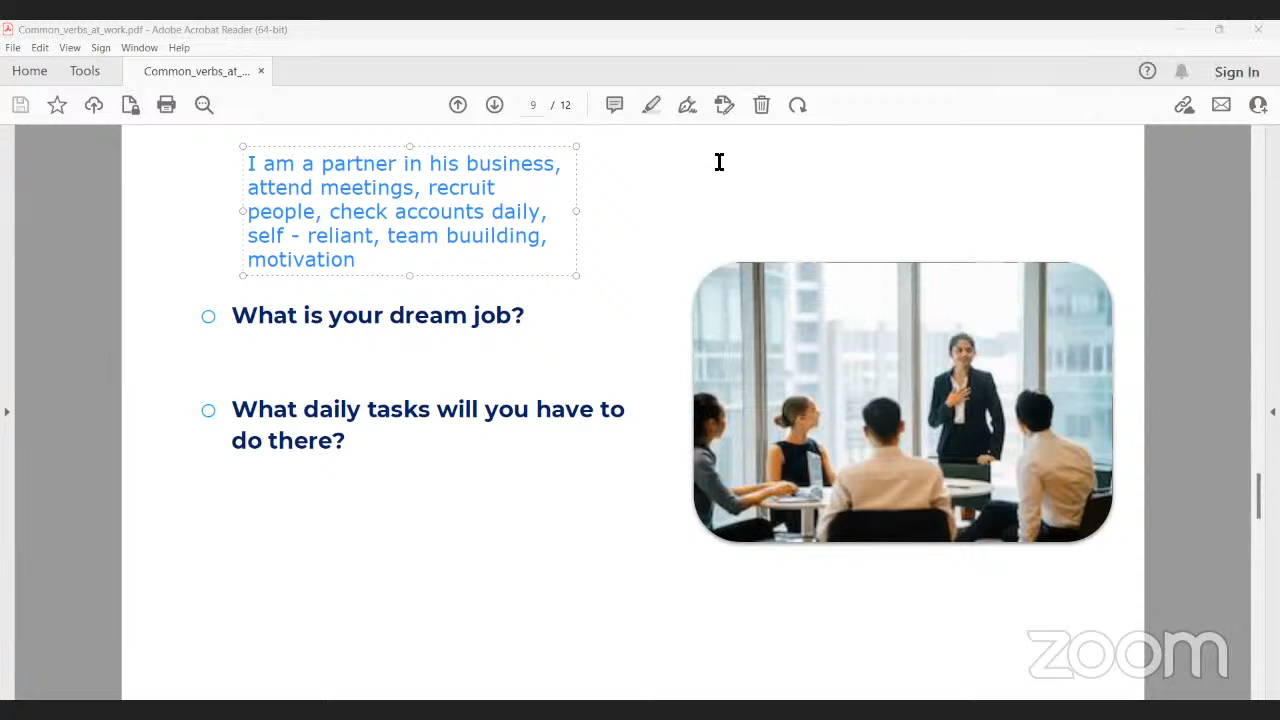 Common_verbs_at_work.pdf - Adobe Acrobat Reader (64-bit)
File Edit View Sign Window Help
Home Tools Common_verbs_at_... × Sign In
9 / 12
I am a partner in his business,
attend meetings, recruit
people, check accounts daily,
self - reliant, team buuilding,
motivation
What is your dream job?
What daily tasks will you have to
do there?
zoom